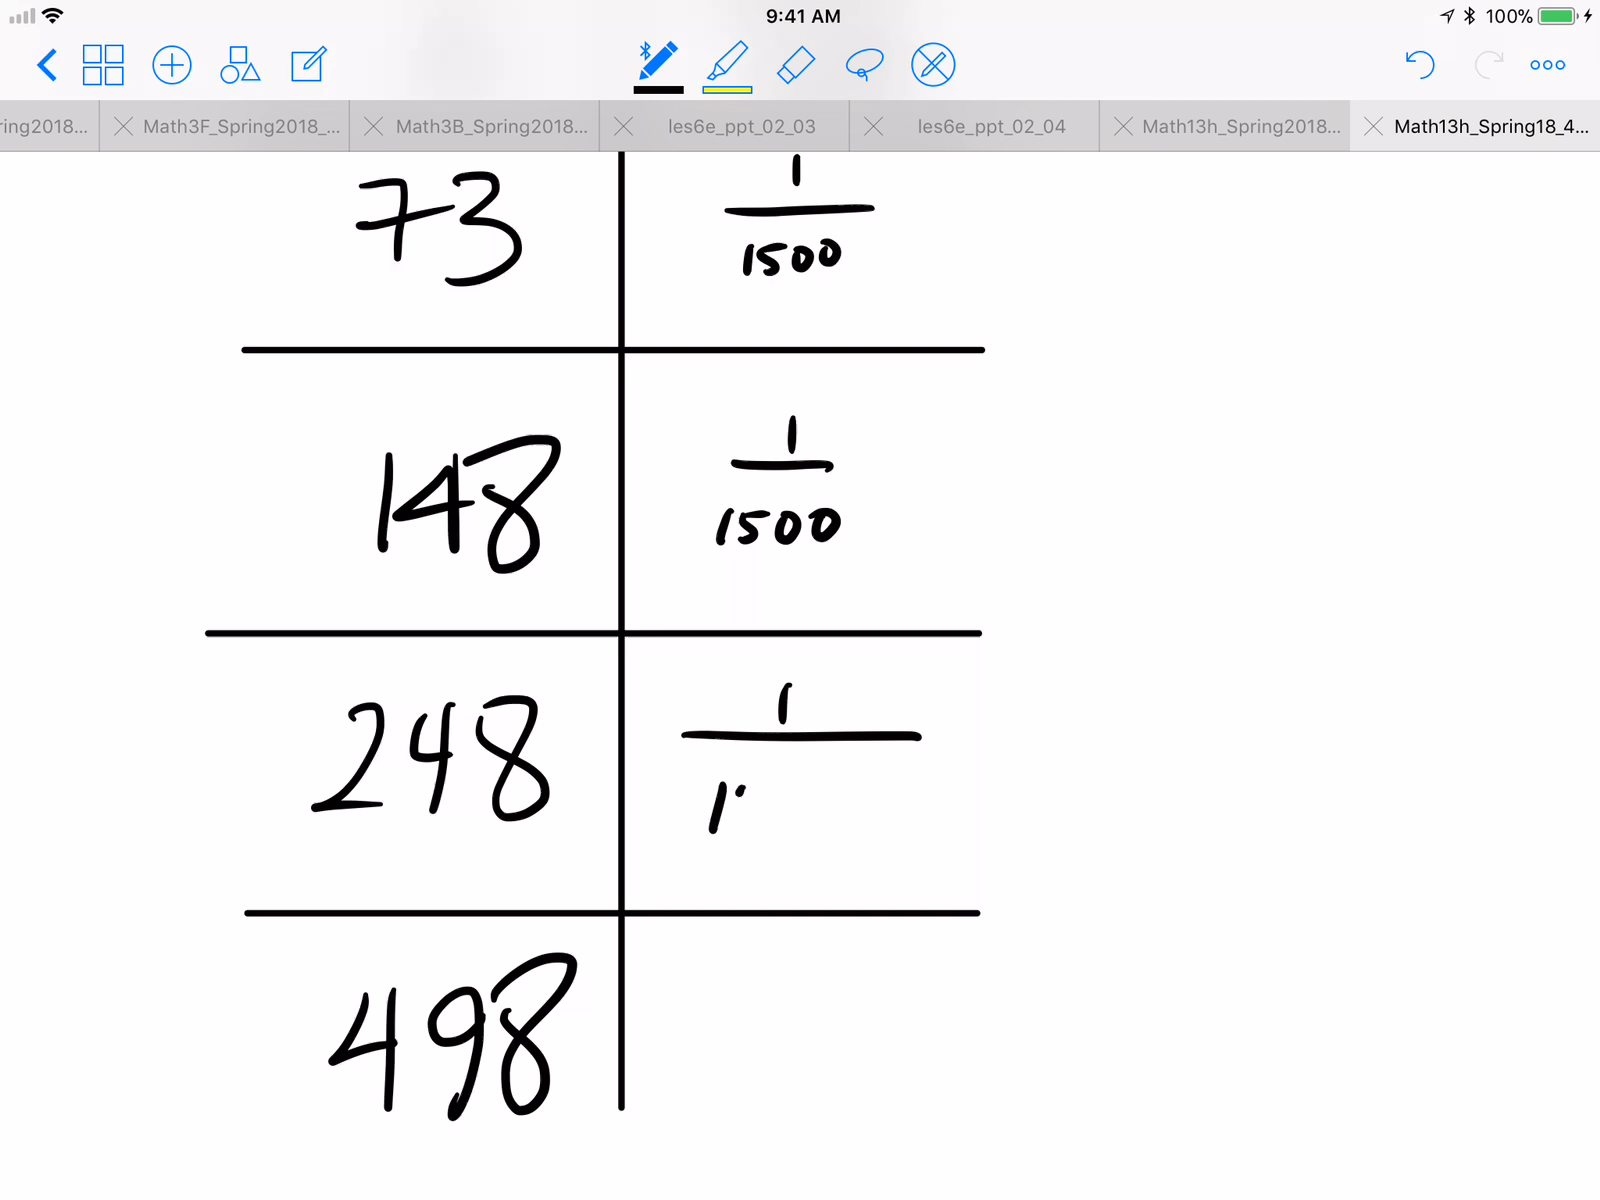 9:41 AM
100%
ring2018...
Math3F_Spring2018_...
Math3B_Spring2018...
les6e_ppt_02_03
les6e_ppt_02_04
Math13h_Spring2018...
Math13h_Spring18_4...
73 1
1500
148 1
1500
248 1
1
498